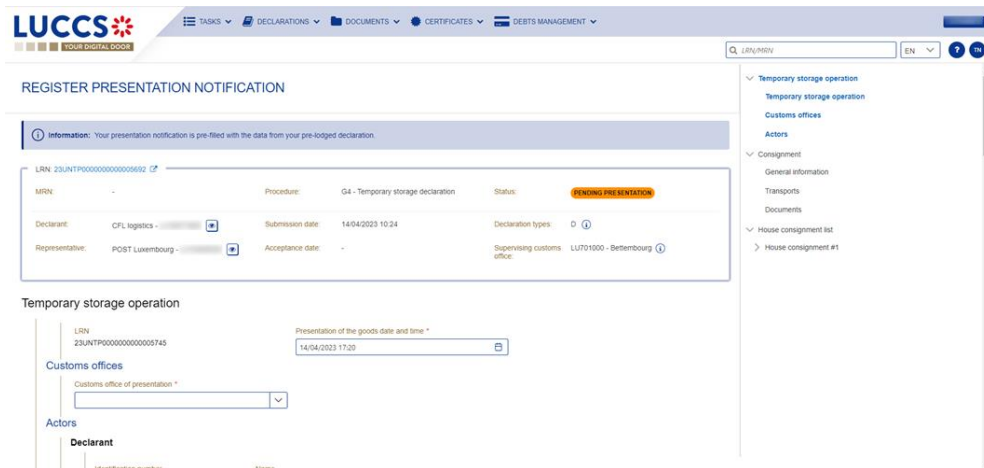 LUCCS
YOUR DIGITAL DOOR
TASKS DECLARATIONS DOCUMENTS CERTIFICATES DEBTS MANAGEMENT
LRN/MRN EN ? TN
REGISTER PRESENTATION NOTIFICATION
Information: Your presentation notification is pre-filled with the data from your pre-lodged declaration.
LRN: 23UNTP0000000000005692
MRN: - Procedure: G4 - Temporary storage declaration Status: PENDING PRESENTATION
Declarant: CFL logistics - Submission date: 14/04/2023 10:24 Declaration types: D
Representative: POST Luxembourg - Acceptance date: - Supervising customs office: LU701000 - Bettembourg
Temporary storage operation
LRN Presentation of the goods date and time *
23UNTP0000000000005745 14/04/2023 17:20
Customs offices
Customs office of presentation *
Actors
Declarant
Identification number Name
Temporary storage operation
Temporary storage operation
Customs offices
Actors
Consignment
General information
Transports
Documents
House consignment list
House consignment #1